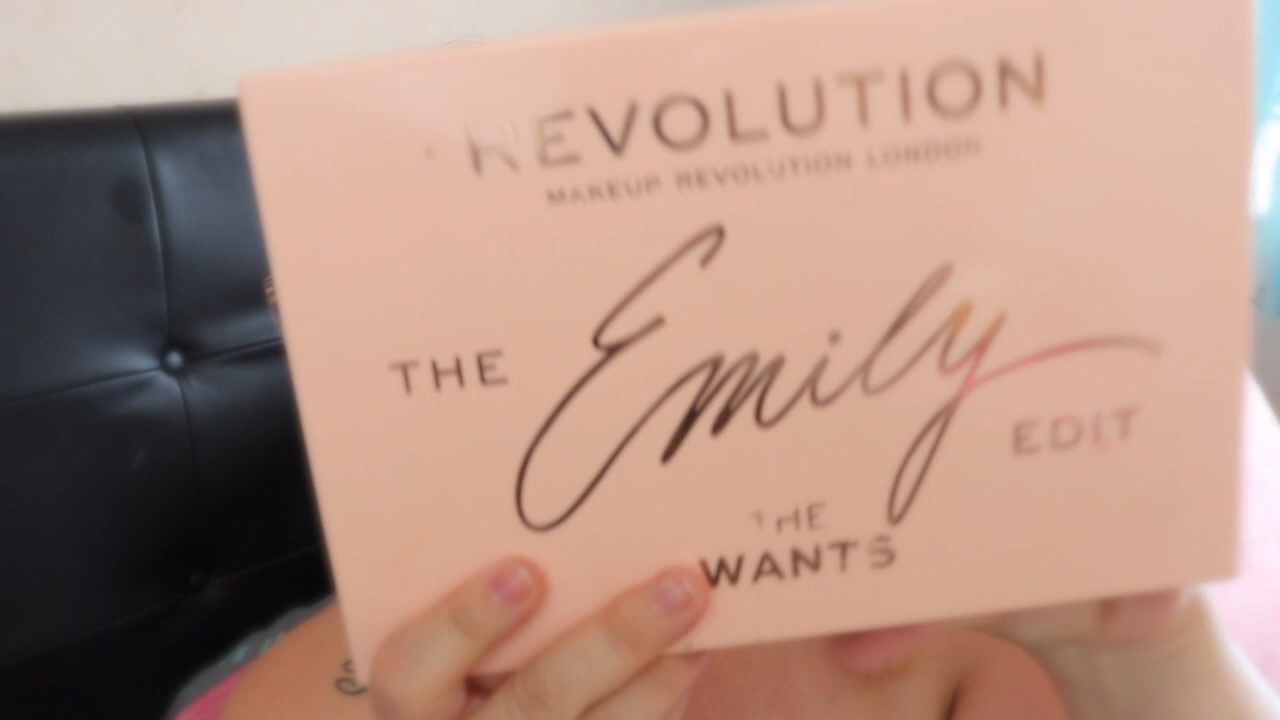 REVOLUTION
MAKEUP REVOLUTION LONDON
THE Emily EDIT
THE
WANTS